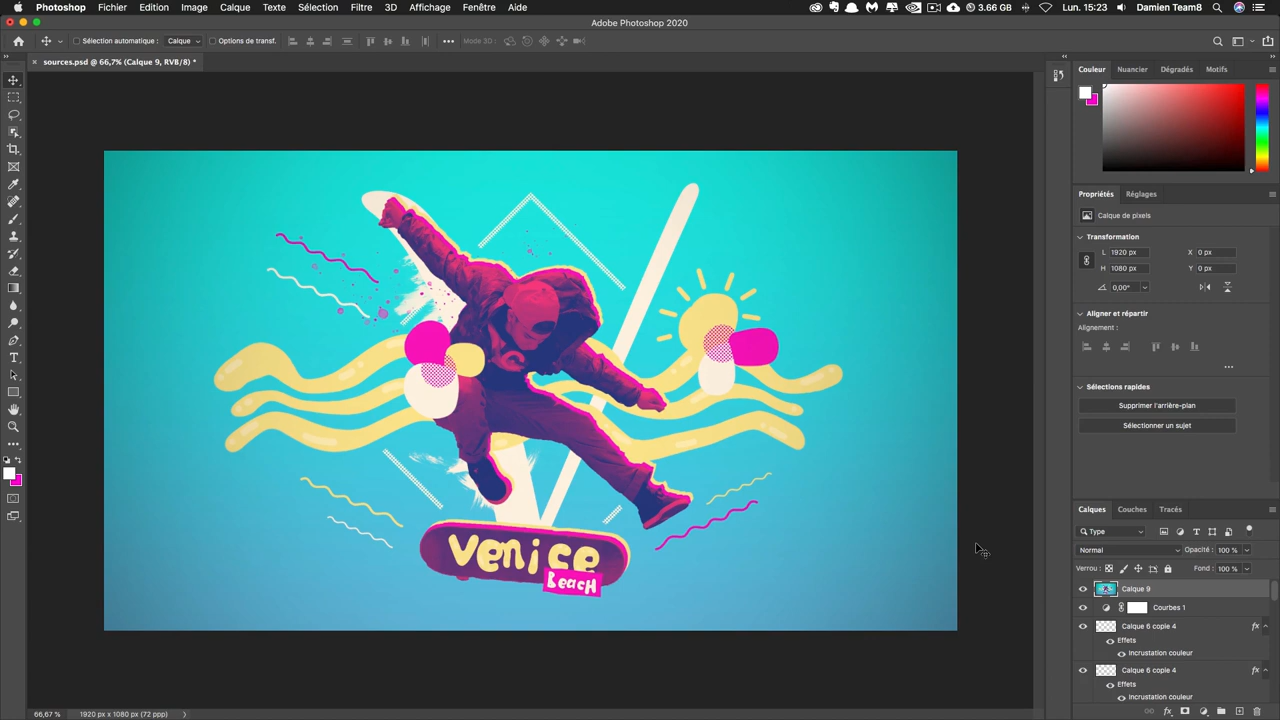 Photoshop Fichier Edition Image Calque Texte Sélection Filtre 3D Affichage Fenêtre Aide 3.66 GB Lun. 15:23 Damien Team8
Adobe Photoshop 2020
Sélection automatique : Calque Options de transf. Mode 3D :
sources.psd @ 66,7% (Calque 9, RVB/8) *
Couleur Nuancier Dégradés Motifs
Propriétés Réglages
Calque de pixels
Transformation
L 1920 px X 0 px
H 1080 px Y 0 px
0,00°
Aligner et répartir
Alignement :
Sélections rapides
Supprimer l'arrière-plan
Sélectionner un sujet
venice
BeacH
Calques Couches Tracés
Type
Normal Opacité : 100 %
Verrou : Fond : 100 %
Calque 9
Courbes 1
Calque 6 copie 4 fx
Effets
Incrustation couleur
Calque 6 copie 4 fx
Effets
Incrustation couleur
66,67 % 1920 px x 1080 px (72 ppp)